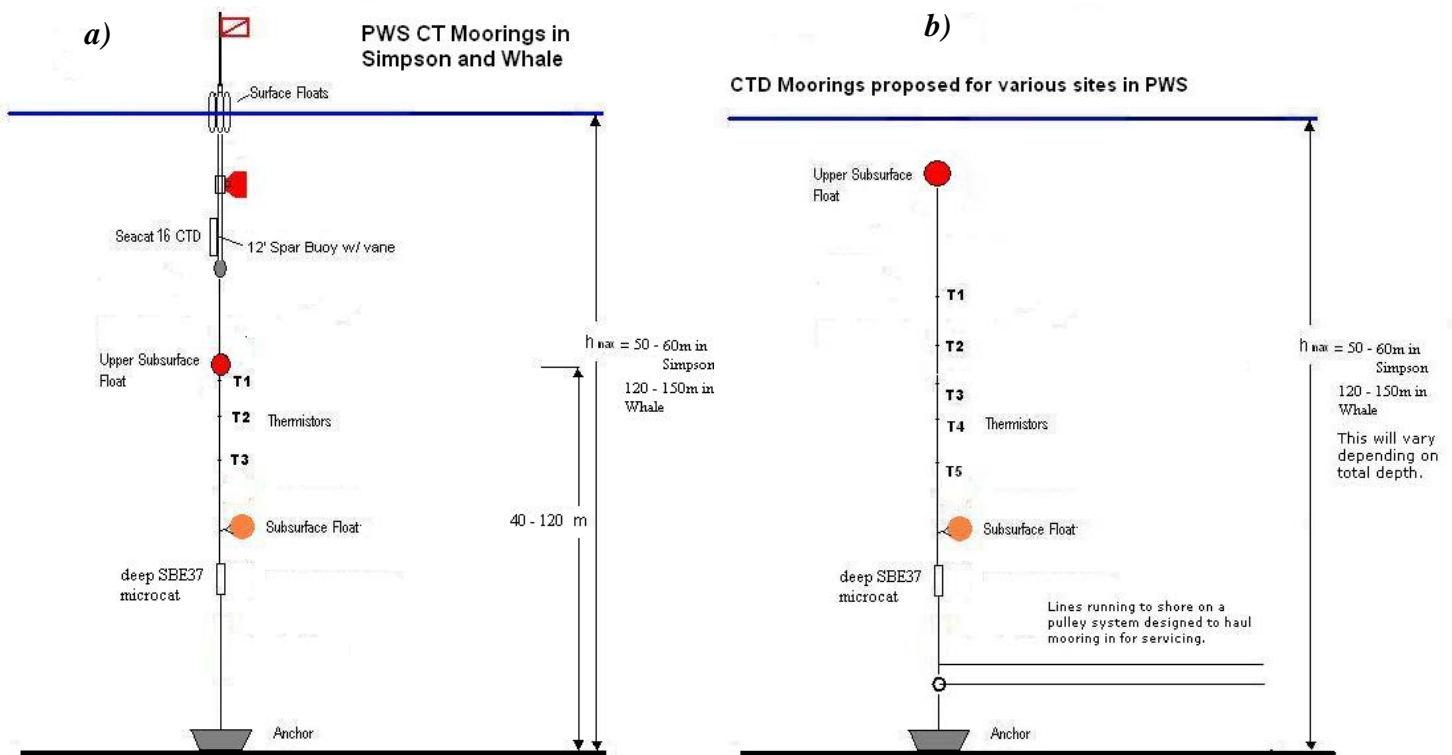 a)
PWS CT Moorings in
Simpson and Whale
Surface Floats
Seacat 16 CTD
12' Spar Buoy w/ vane
Upper Subsurface
Float
T1
T2
Thermistors
T3
Subsurface Float
deep SBE37
microcat
Anchor
h max = 50 - 60m in
Simpson
120 - 150m in
Whale
40 - 120 m
b)
CTD Moorings proposed for various sites in PWS
Upper Subsurface
Float
T1
T2
T3
T4
Thermistors
T5
Subsurface Float
deep SBE37
microcat
Lines running to shore on a
pulley system designed to haul
mooring in for servicing.
Anchor
h max = 50 - 60m in
Simpson
120 - 150m in
Whale
This will vary
depending on
total depth.